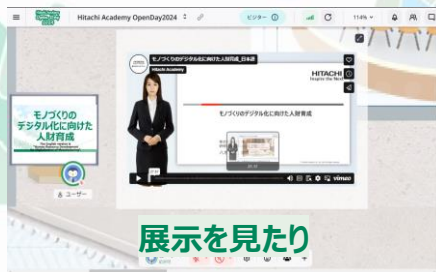 Hitachi Academy OpenDay2024
ビジター
114%
モノづくりのデジタル化に向けた人財育成_日本語
Hitachi Academy
HITACHI
Inspire the Next
モノづくりのデジタル化に向けた人財育成
モノづくりの
デジタル化に向けた
人財育成
ユーザー
vimeo
展示を見たり